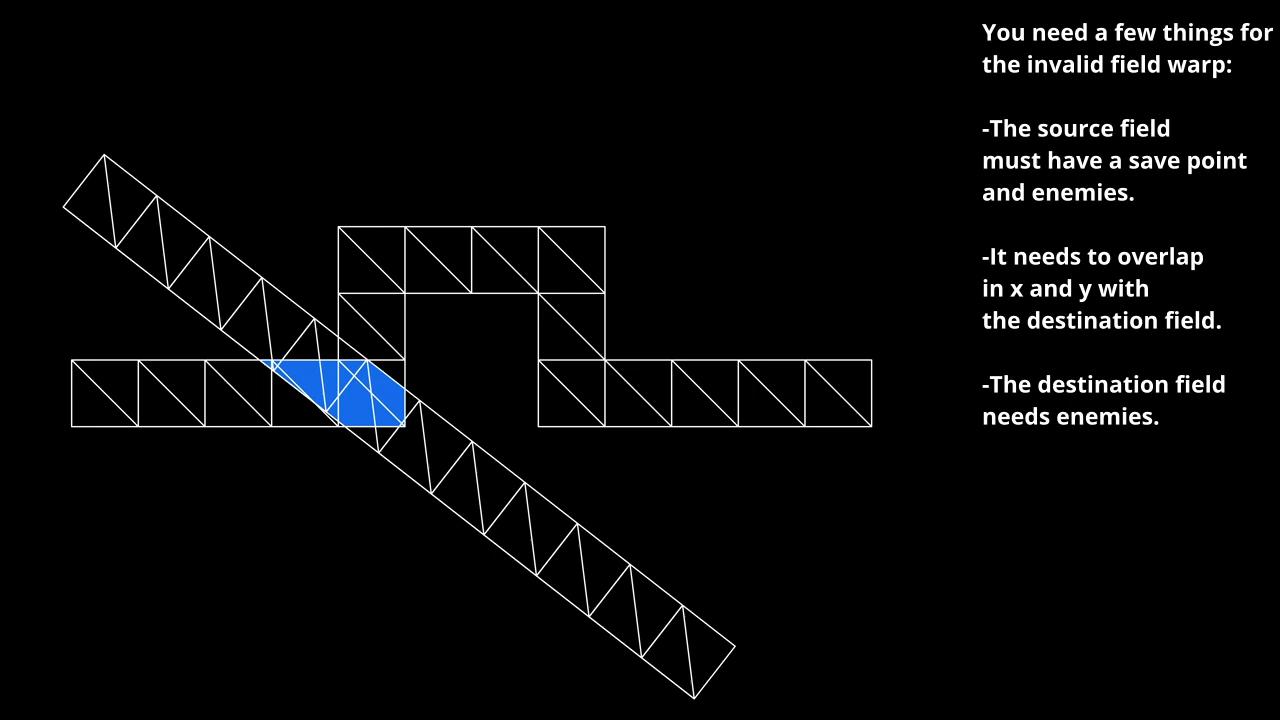 You need a few things for
the invalid field warp:
-The source field
must have a save point
and enemies.
-It needs to overlap
in x and y with
the destination field.
-The destination field
needs enemies.